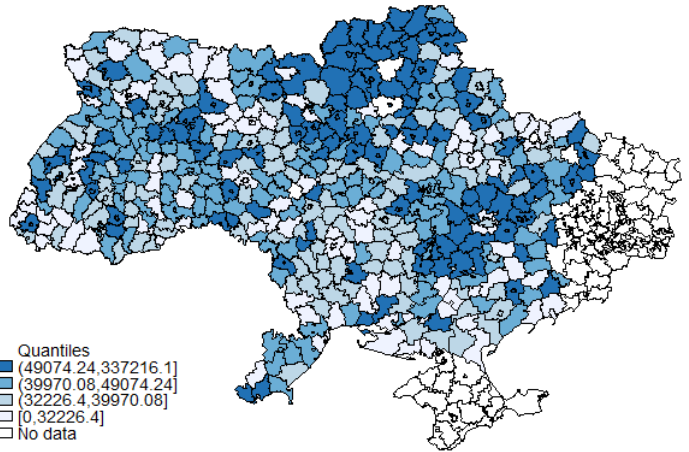 Quantiles
(49074.24,337216.1]
(39970.08,49074.24]
(32226.4,39970.08]
[0,32226.4]
No data